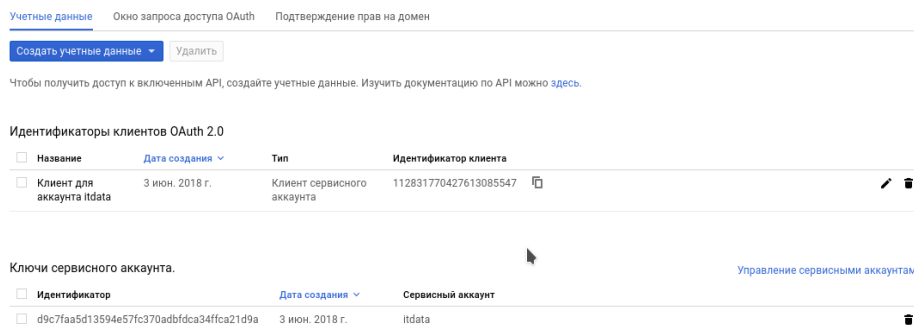 Учетные данные Окно запроса доступа OAuth Подтверждение прав на домен
Создать учетные данные Удалить
Чтобы получить доступ к включенным API, создайте учетные данные. Изучить документацию по API можно здесь.
Идентификаторы клиентов OAuth 2.0
Название Дата создания Тип Идентификатор клиента
Клиент для 3 июн. 2018 г. Клиент сервисного 112831770427613085547
аккаунта itdata аккаунта
Ключи сервисного аккаунта.
Управление сервисными аккаунтам
Идентификатор Дата создания Сервисный аккаунт
d9c7faa5d13594e57fc370adbfdca34ffca21d9a 3 июн. 2018 г. itdata